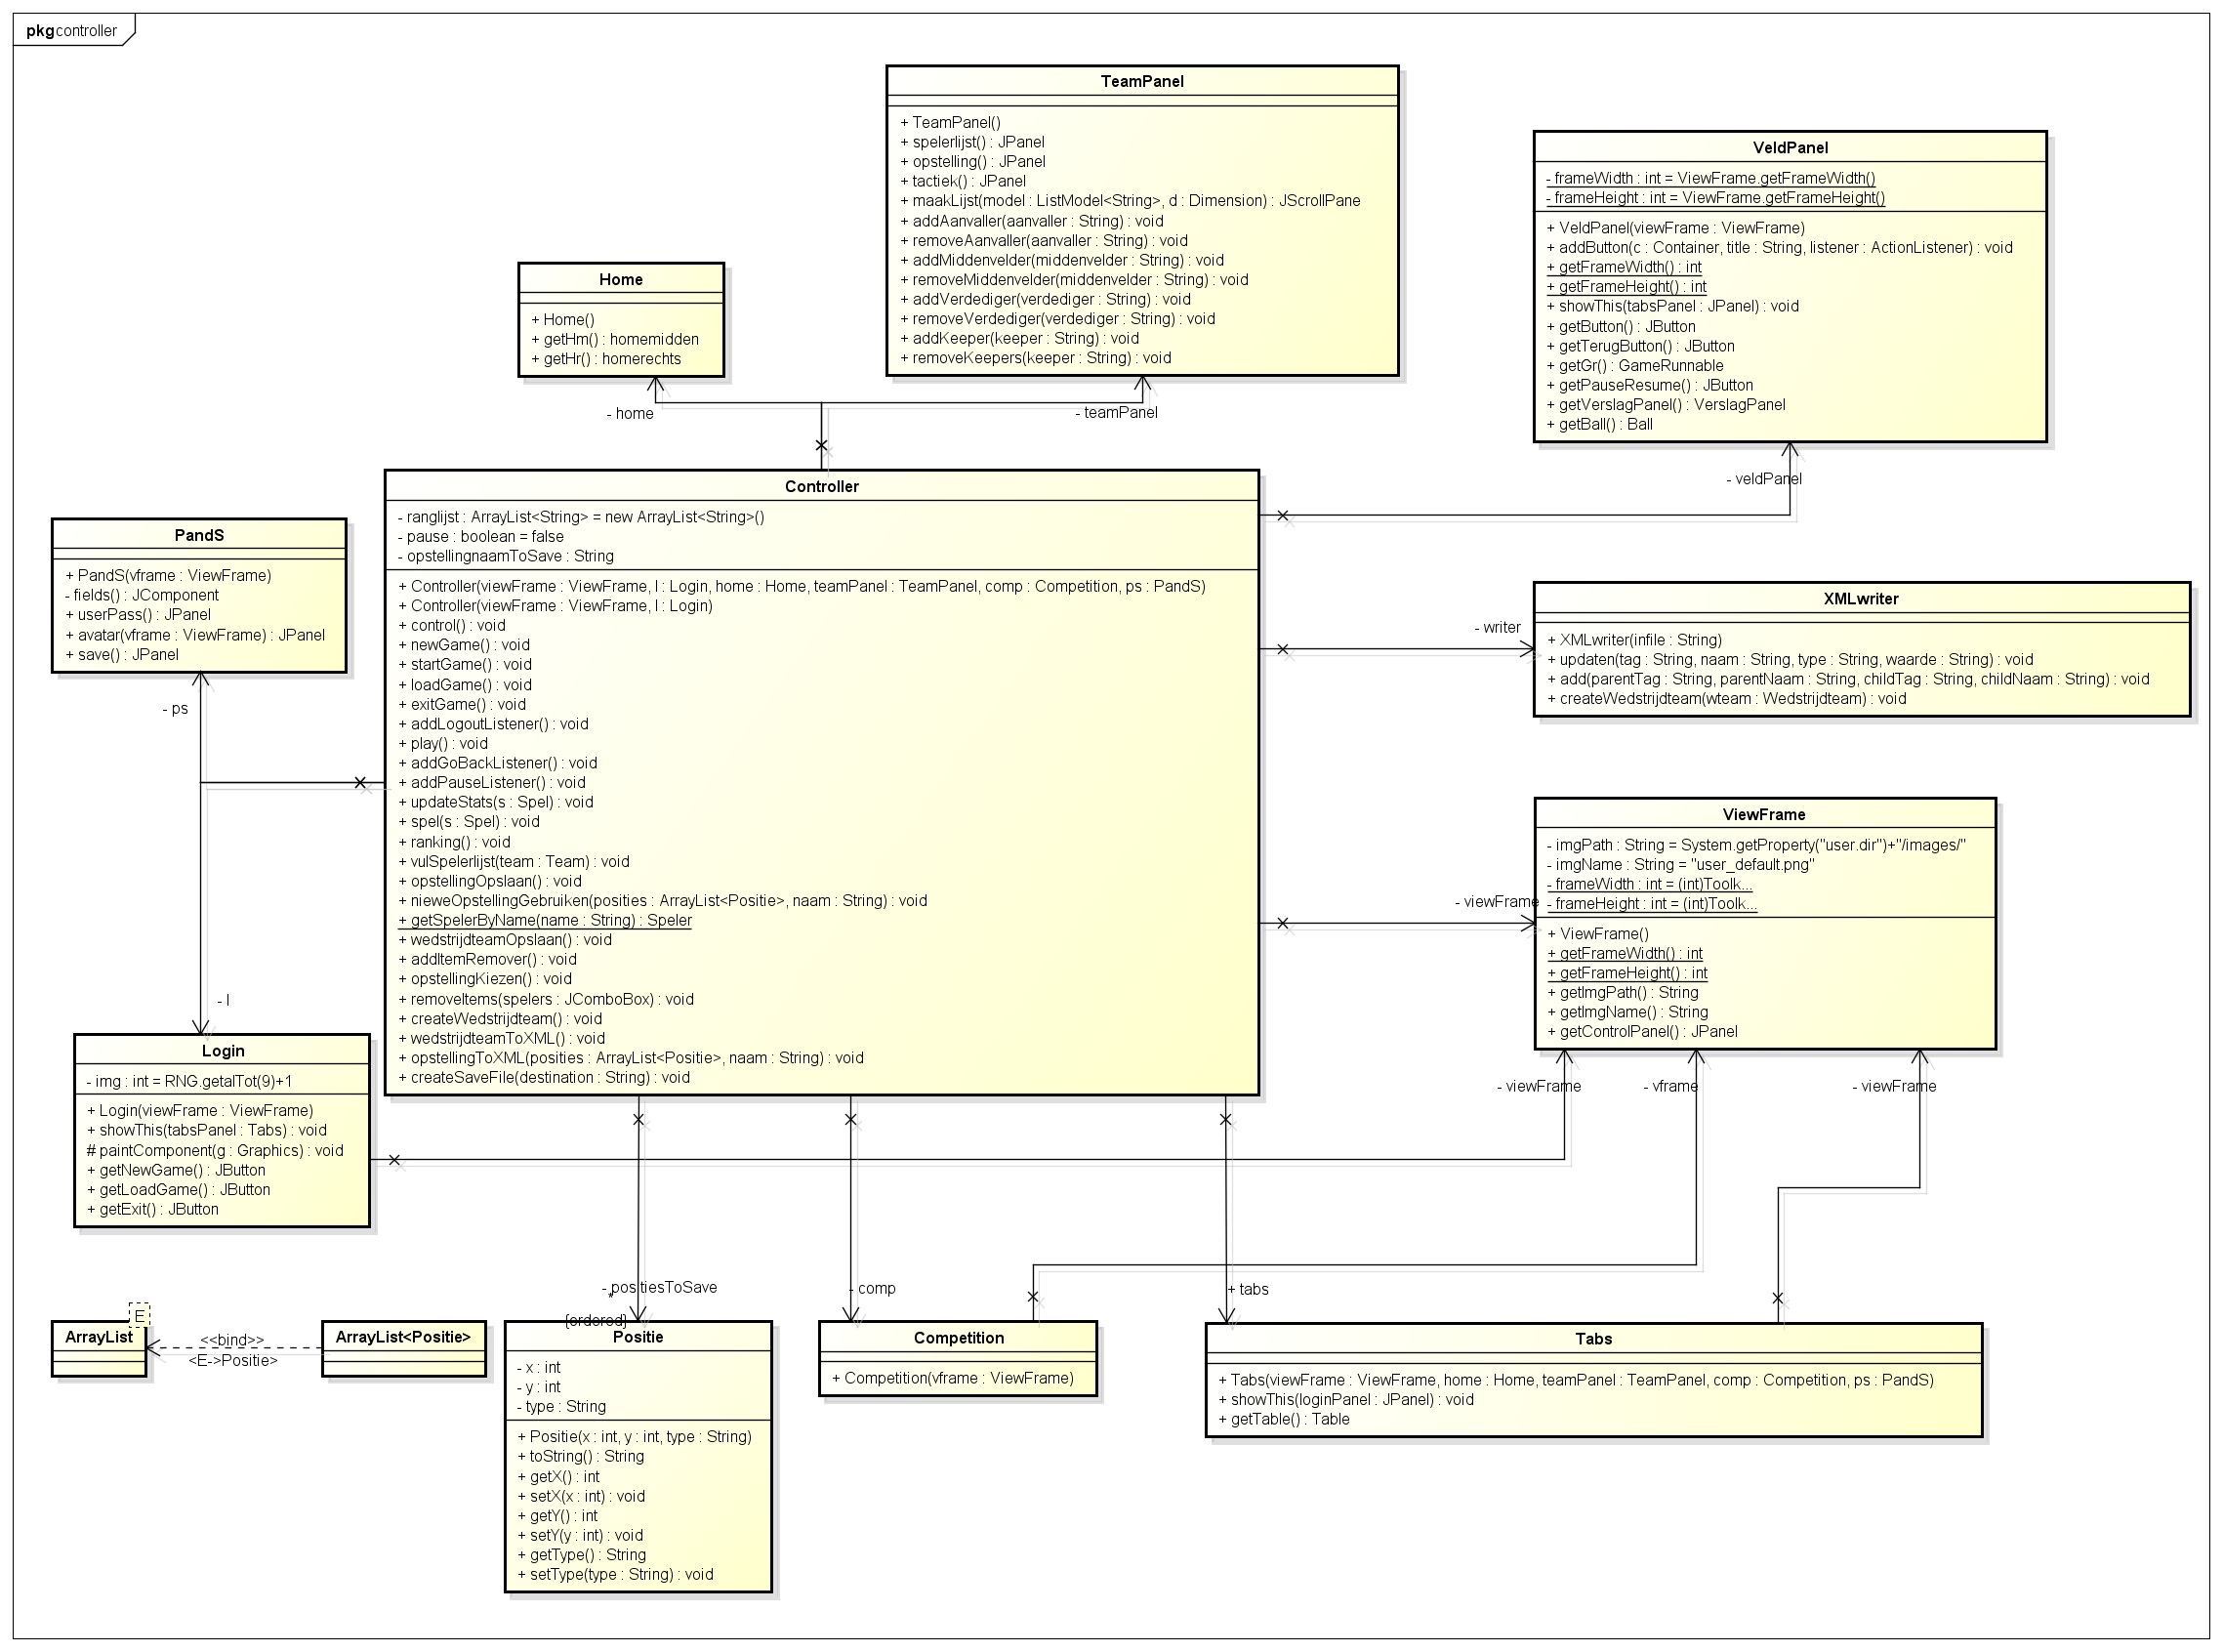 pkg controller
TeamPanel
+ TeamPanel()
+ spelerlijst() : JPanel
+ opstelling() : JPanel
+ tactiek() : JPanel
+ maakLijst(model : ListModel<String>, d : Dimension) : JScrollPane
+ addAanvaller(aanvaller : String) : void
+ removeAanvaller(aanvaller : String) : void
+ addMiddenvelder(middenvelder : String) : void
+ removeMiddenvelder(middenvelder : String) : void
+ addVerdediger(verdediger : String) : void
+ removeVerdediger(verdediger : String) : void
+ addKeeper(keeper : String) : void
+ removeKeepers(keeper : String) : void
VeldPanel
- frameWidth : int = ViewFrame.getFrameWidth()
- frameHeight : int = ViewFrame.getFrameHeight()
+ VeldPanel(viewFrame : ViewFrame)
+ addButton(c : Container, title : String, listener : ActionListener) : void
+ getFrameWidth() : int
+ getFrameHeight() : int
+ showThis(tabsPanel : JPanel) : void
+ getButton() : JButton
+ getTerugButton() : JButton
+ getGr() : GameRunnable
+ getPauseResume() : JButton
+ getVerslagPanel() : VerslagPanel
+ getBall() : Ball
Home
+ Home()
+ getHm() : homemidden
+ getHr() : homerechts
- home
- teamPanel
- veldPanel
Controller
- ranglijst : ArrayList<String> = new ArrayList<String>()
- pause : boolean = false
- opstellingnaamToSave : String
+ Controller(viewFrame : ViewFrame, l : Login, home : Home, teamPanel : TeamPanel, comp : Competition, ps : PandS)
+ Controller(viewFrame : ViewFrame, l : Login)
+ control() : void
+ newGame() : void
+ startGame() : void
+ loadGame() : void
+ exitGame() : void
+ addLogoutListener() : void
+ play() : void
+ addGoBackListener() : void
+ addPauseListener() : void
+ updateStats(s : Spel) : void
+ spel(s : Spel) : void
+ ranking() : void
+ vulSpelerlijst(team : Team) : void
+ opstellingOpslaan() : void
+ nieweOpstellingGebruiken(posities : ArrayList<Positie>, naam : String) : void
+ getSpelerByName(name : String) : Speler
+ wedstrijdteamOpslaan() : void
+ addItemRemover() : void
+ opstellingKiezen() : void
+ removeItems(spelers : JComboBox) : void
+ createWedstrijdteam() : void
+ wedstrijdteamToXML() : void
+ opstellingToXML(posities : ArrayList<Positie>, naam : String) : void
+ createSaveFile(destination : String) : void
PandS
+ PandS(vframe : ViewFrame)
- fields() : JComponent
+ userPass() : JPanel
+ avatar(vframe : ViewFrame) : JPanel
+ save() : JPanel
- ps
- l
- writer
XMLwriter
+ XMLwriter(infile : String)
+ updaten(tag : String, naam : String, type : String, waarde : String) : void
+ add(parentTag : String, parentNaam : String, childTag : String, childNaam : String) : void
+ createWedstrijdteam(wteam : Wedstrijdteam) : void
- viewFrame
ViewFrame
- imgPath : String = System.getProperty("user.dir")+"/images/"
- imgName : String = "user_default.png"
- frameWidth : int = (int)Toolk...
- frameHeight : int = (int)Toolk...
+ ViewFrame()
+ getFrameWidth() : int
+ getFrameHeight() : int
+ getImgPath() : String
+ getImgName() : String
+ getControlPanel() : JPanel
- viewFrame
- vframe
- viewFrame
Login
- img : int = RNG.getalTot(9)+1
+ Login(viewFrame : ViewFrame)
+ showThis(tabsPanel : Tabs) : void
# paintComponent(g : Graphics) : void
+ getNewGame() : JButton
+ getLoadGame() : JButton
+ getExit() : JButton
- positiesToSave
*
{ordered}
- comp
+ tabs
E
ArrayList
<<bind>>
<E->Positie>
ArrayList<Positie>
Positie
- x : int
- y : int
- type : String
+ Positie(x : int, y : int, type : String)
+ toString() : String
+ getX() : int
+ setX(x : int) : void
+ getY() : int
+ setY(y : int) : void
+ getType() : String
+ setType(type : String) : void
Competition
+ Competition(vframe : ViewFrame)
Tabs
+ Tabs(viewFrame : ViewFrame, home : Home, teamPanel : TeamPanel, comp : Competition, ps : PandS)
+ showThis(loginPanel : JPanel) : void
+ getTable() : Table